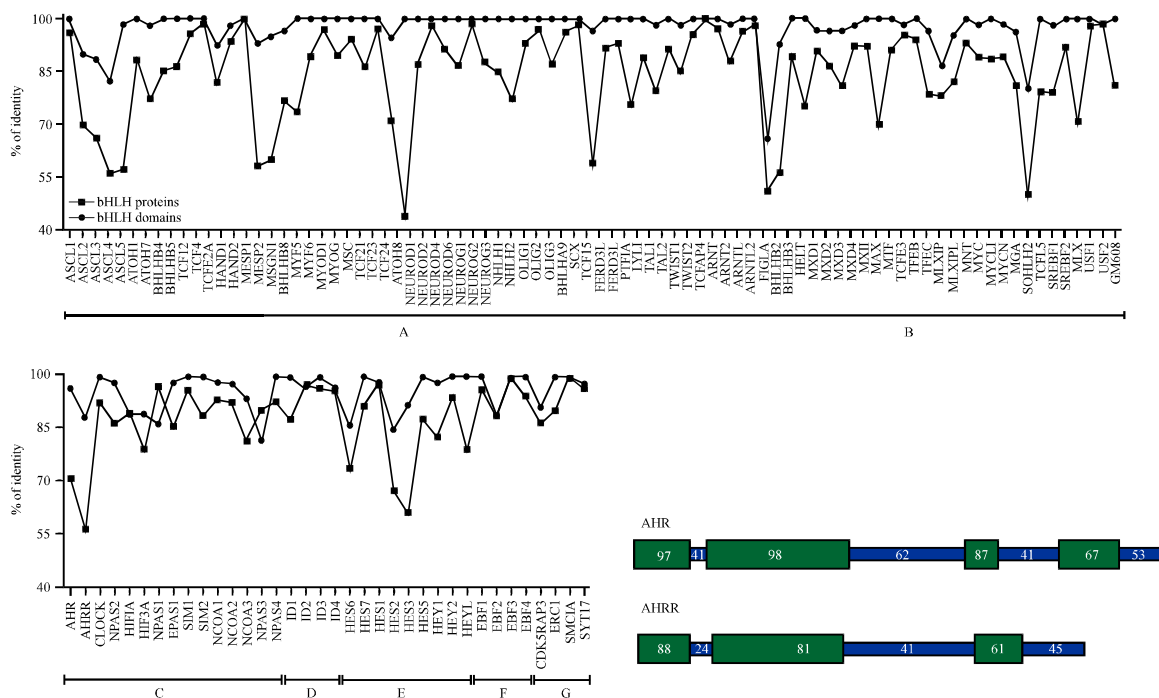 % of identity
100
85
70
55
40
bHLH proteins
bHLH domains
ASCL1
ASCL2
ASCL3
ASCL4
ASCL5
ATOH1
ATOH7
BHLHB4
BHLHB5
TCF12
TCF4
TCFE2A
HAND1
HAND2
MESP1
MESP2
MSGN1
BHLHB8
MYF5
MYF6
MYOD1
MYOG
MSC
TCF21
TCF23
TCF24
ATOH8
NEUROD1
NEUROD2
NEUROD4
NEUROD6
NEUROG1
NEUROG2
NEUROG3
NHLH1
NHLH2
OLIG1
OLIG2
OLIG3
BHLHA9
SCX
TCF15
FERD3L
FERD3L
PTFIA
LYLI
TAL1
TAL2
TWIST1
TWIST2
TCFAP4
ARNT
ARNT2
ARNTL
ARNTL2
FIGLA
BHLHB2
BHLHB3
HELT
MXD1
MXD2
MXD3
MXD4
MXII
MAX
MTF
TCFE3
TFEB
TFEC
MLXIP
MLXIPL
MNT
MYC
MYCLI
MYCN
MGA
SOHLH2
TCFL5
SREBF1
SREBF2
MLX
USF1
USF2
GM608
A B
% of identity
100
85
70
55
40
AHR
AHRR
CLOCK
NPAS2
HIFIA
HIF3A
NPAS1
EPAS1
SIM1
SIM2
NCOA1
NCOA2
NCOA3
NPAS3
NPAS4
ID1
ID2
ID3
ID4
HES6
HES7
HES1
HES2
HES3
HES5
HEY1
HEY2
HEYL
EBF1
EBF2
EBF3
EBF4
CDK5RAP3
ERC1
SMCIA
SYT17
C D E F G
AHR
97 41 98 62 87 41 67 53
AHRR
88 24 81 41 61 45